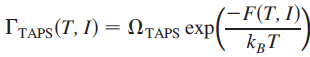 Γ_TAPS(T, I) = Ω_TAPS exp(−F(T, I) / k_B T)